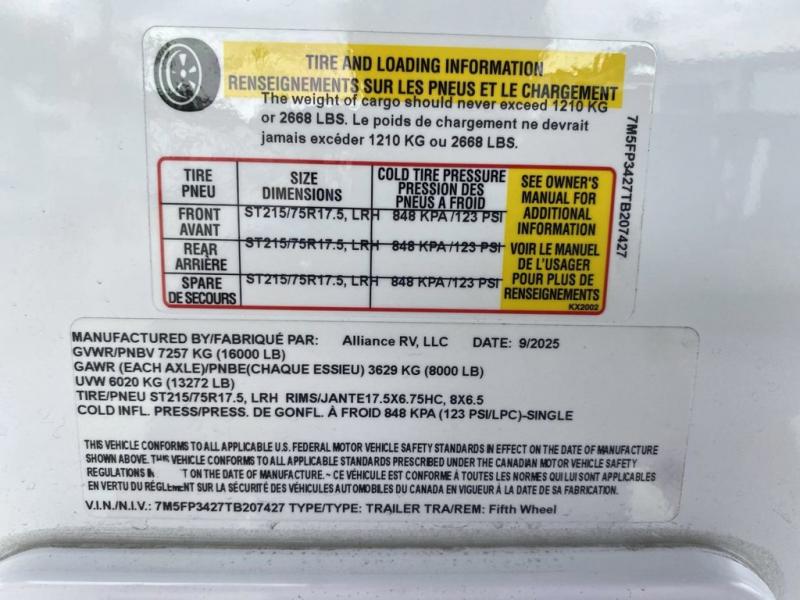 TIRE AND LOADING INFORMATION
RENSEIGNEMENTS SUR LES PNEUS ET LE CHARGEMENT
The weight of cargo should never exceed 1210 KG
or 2668 LBS. Le poids de chargement ne devrait
jamais excéder 1210 KG ou 2668 LBS.
7M5FP3427TB207427
TIRE
PNEU
SIZE
DIMENSIONS
COLD TIRE PRESSURE
PRESSION DES
PNEUS A FROID
SEE OWNER'S
MANUAL FOR
ADDITIONAL
INFORMATION
FRONT
AVANT
ST215/75R17.5, LRH
848 KPA /123 PSI
REAR
ARRIÈRE
ST215/75R17.5, LRH
848 KPA /123 PSI
VOIR LE MANUEL
DE L'USAGER
POUR PLUS DE
RENSEIGNEMENTS
SPARE
DE SECOURS
ST215/75R17.5, LRH
848 KPA /123 PSI
KX2002
MANUFACTURED BY/FABRIQUÉ PAR: Alliance RV, LLC DATE: 9/2025
GVWR/PNBV 7257 KG (16000 LB)
GAWR (EACH AXLE)/PNBE(CHAQUE ESSIEU) 3629 KG (8000 LB)
UVW 6020 KG (13272 LB)
TIRE/PNEU ST215/75R17.5, LRH RIMS/JANTE17.5X6.75HC, 8X6.5
COLD INFL. PRESS/PRESS. DE GONFL. À FROID 848 KPA (123 PSI/LPC)-SINGLE
THIS VEHICLE CONFORMS TO ALL APPLICABLE U.S. FEDERAL MOTOR VEHICLE SAFETY STANDARDS IN EFFECT ON THE DATE OF MANUFACTURE
SHOWN ABOVE. THIS VEHICLE CONFORMS TO ALL APPLICABLE STANDARDS PRESCRIBED UNDER THE CANADIAN MOTOR VEHICLE SAFETY
REGULATIONS IN T ON THE DATE OF MANUFACTURE. ~ CE VÉHICULE EST CONFORME À TOUTES LES NORMES QUI LUI SONT APPLICABLES
EN VERTU DU RÉGLEMENT SUR LA SÉCURITÉ DES VÉHICULES AUTOMOBILES DU CANADA EN VIGUEUR À LA DATE DE SA FABRICATION.
V.I.N./N.I.V.: 7M5FP3427TB207427 TYPE/TYPE: TRAILER TRA/REM: Fifth Wheel